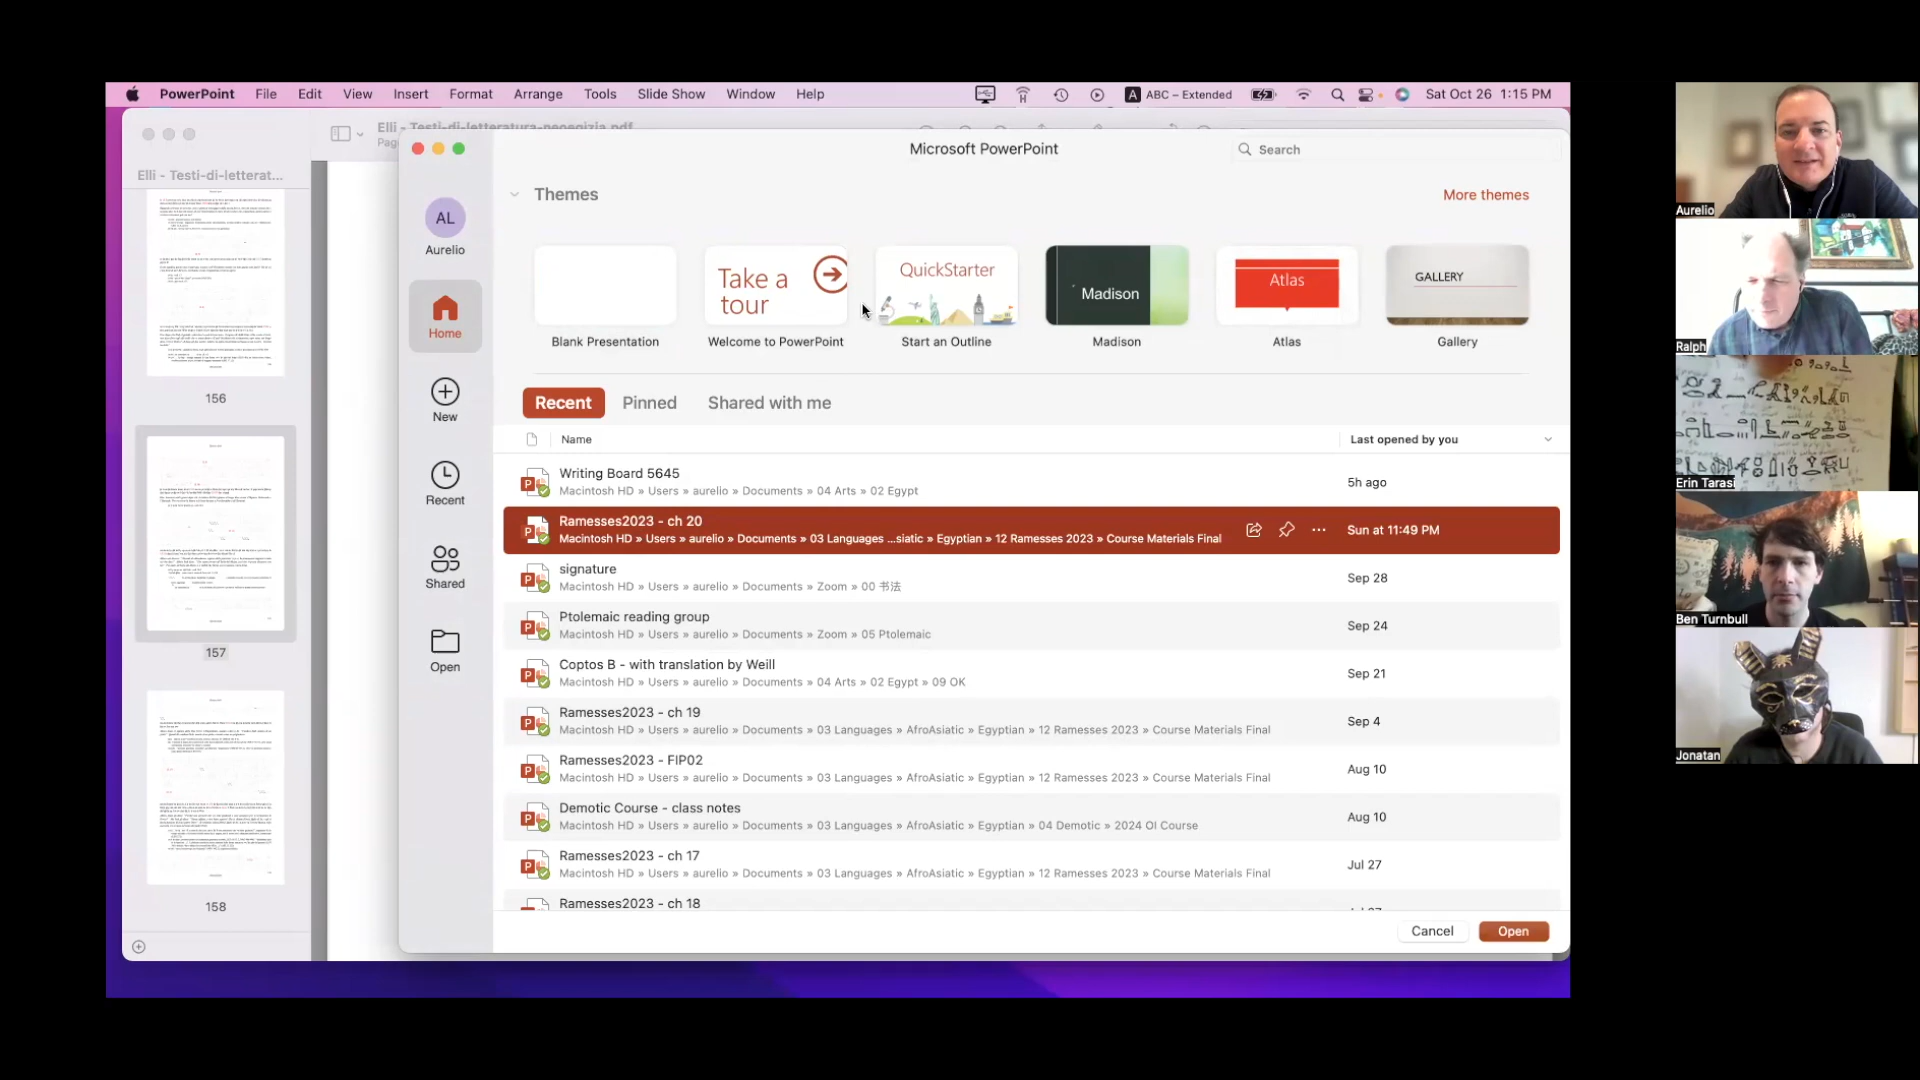 PowerPoint File Edit View Insert Format Arrange Tools Slide Show Window Help
A ABC – Extended
Sat Oct 26 1:15 PM
Elli - Testi-di-letteratura-neoegizia.pdf
Elli - Testi-di-letterat...
156
157
158
Microsoft PowerPoint
Search
AL
Aurelio
Home
New
Recent
Shared
Open
Themes
More themes
Take a tour
QuickStarter
Madison
Atlas
GALLERY
Blank Presentation
Welcome to PowerPoint
Start an Outline
Madison
Atlas
Gallery
Recent Pinned Shared with me
Name
Last opened by you
Writing Board 5645
Macintosh HD » Users » aurelio » Documents » 04 Arts » 02 Egypt
5h ago
Ramesses2023 - ch 20
Macintosh HD » Users » aurelio » Documents » 03 Languages ...siatic » Egyptian » 12 Ramesses 2023 » Course Materials Final
Sun at 11:49 PM
signature
Macintosh HD » Users » aurelio » Documents » Zoom » 00 书法
Sep 28
Ptolemaic reading group
Macintosh HD » Users » aurelio » Documents » Zoom » 05 Ptolemaic
Sep 24
Coptos B - with translation by Weill
Macintosh HD » Users » aurelio » Documents » 04 Arts » 02 Egypt » 09 OK
Sep 21
Ramesses2023 - ch 19
Macintosh HD » Users » aurelio » Documents » 03 Languages » AfroAsiatic » Egyptian » 12 Ramesses 2023 » Course Materials Final
Sep 4
Ramesses2023 - FIP02
Macintosh HD » Users » aurelio » Documents » 03 Languages » AfroAsiatic » Egyptian » 12 Ramesses 2023 » Course Materials Final
Aug 10
Demotic Course - class notes
Macintosh HD » Users » aurelio » Documents » 03 Languages » AfroAsiatic » Egyptian » 04 Demotic » 2024 OI Course
Aug 10
Ramesses2023 - ch 17
Macintosh HD » Users » aurelio » Documents » 03 Languages » AfroAsiatic » Egyptian » 12 Ramesses 2023 » Course Materials Final
Jul 27
Ramesses2023 - ch 18
Cancel
Open
Aurelio
Ralph
Erin Tarasi
Ben Turnbull
Jonatan